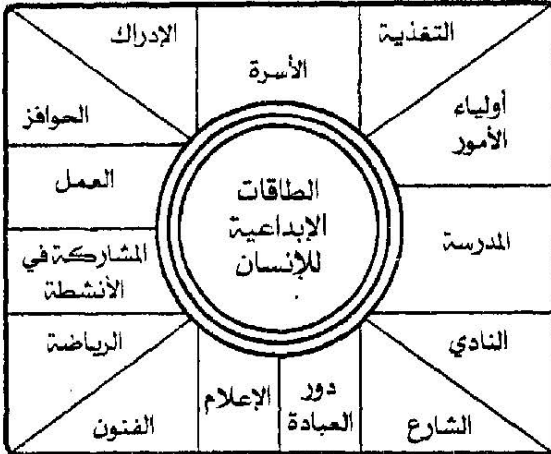 التغذية
الأسرة
الإدراك
أولياء
الأمور
الحوافز
العمل
الطاقات
الإبداعية
للإنسان
المدرسة
المشاركة في
الأنشطة
النادي
الرياضة
الشارع
دور
العبادة
الإعلام
الفنون